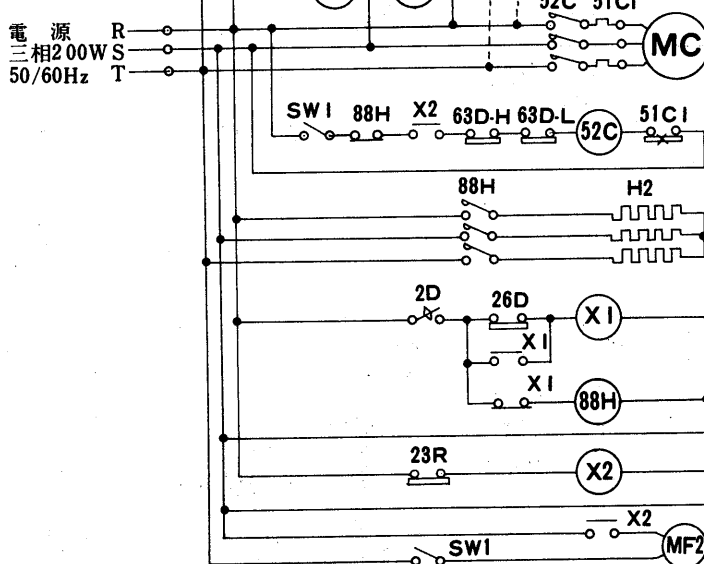 52C 51C1
電源 R
三相200W S
50/60Hz T
MC
SW1 88H X2 63D-H 63D-L 52C 51C1
88H H2
2D 26D X1
X1
X1 88H
23R X2
X2
SW1 MF2